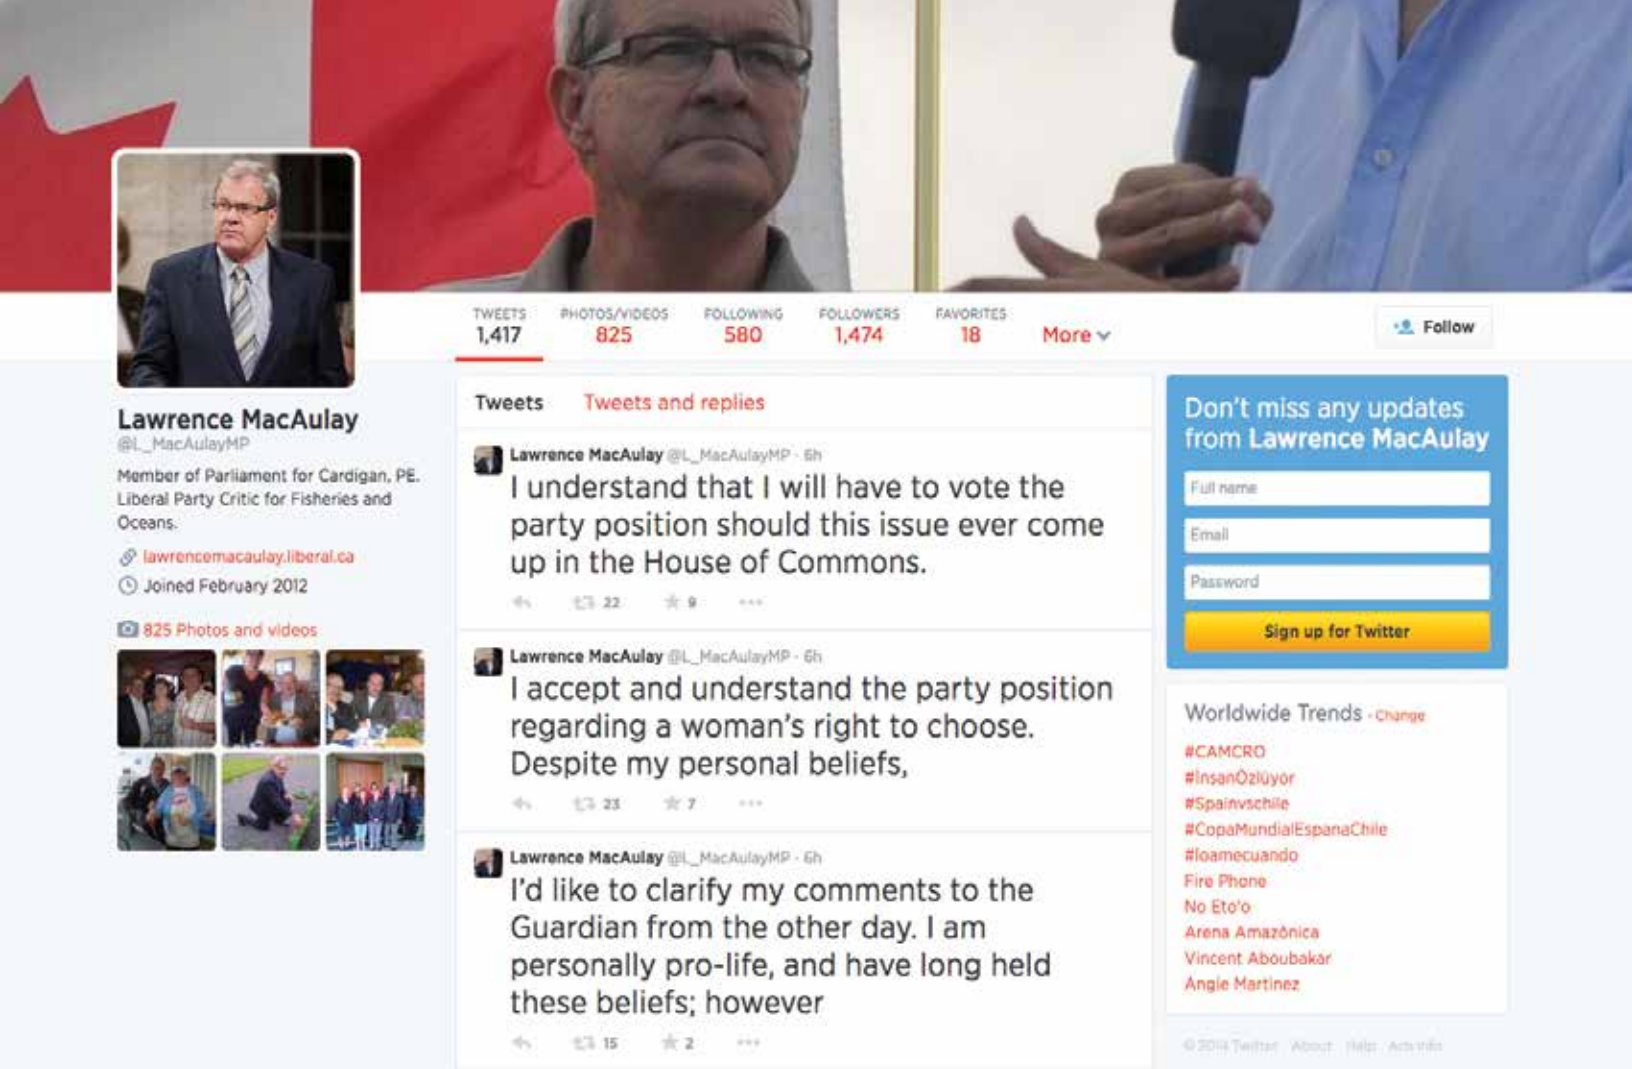 TWEETS PHOTOS/VIDEOS FOLLOWING FOLLOWERS FAVORITES
1,417 825 580 1,474 18 More
Follow
Lawrence MacAulay
@L_MacAulayMP
Member of Parliament for Cardigan, PE.
Liberal Party Critic for Fisheries and
Oceans.
lawrencemacaulay.liberal.ca
Joined February 2012
825 Photos and videos
Tweets Tweets and replies
Lawrence MacAulay @L_MacAulayMP · 6h
I understand that I will have to vote the
party position should this issue ever come
up in the House of Commons.
22 9
Lawrence MacAulay @L_MacAulayMP · 6h
I accept and understand the party position
regarding a woman's right to choose.
Despite my personal beliefs,
23 7
Lawrence MacAulay @L_MacAulayMP · 6h
I'd like to clarify my comments to the
Guardian from the other day. I am
personally pro-life, and have long held
these beliefs; however
15 2
Don't miss any updates
from Lawrence MacAulay
Full name
Email
Password
Sign up for Twitter
Worldwide Trends · Change
#CAMCRO
#InsanÖzlüyor
#Spainvschile
#CopaMundialEspanaChile
#loamecuando
Fire Phone
No Eto'o
Arena Amazônica
Vincent Aboubakar
Angie Martinez
© 2014 Twitter About Help Ads info